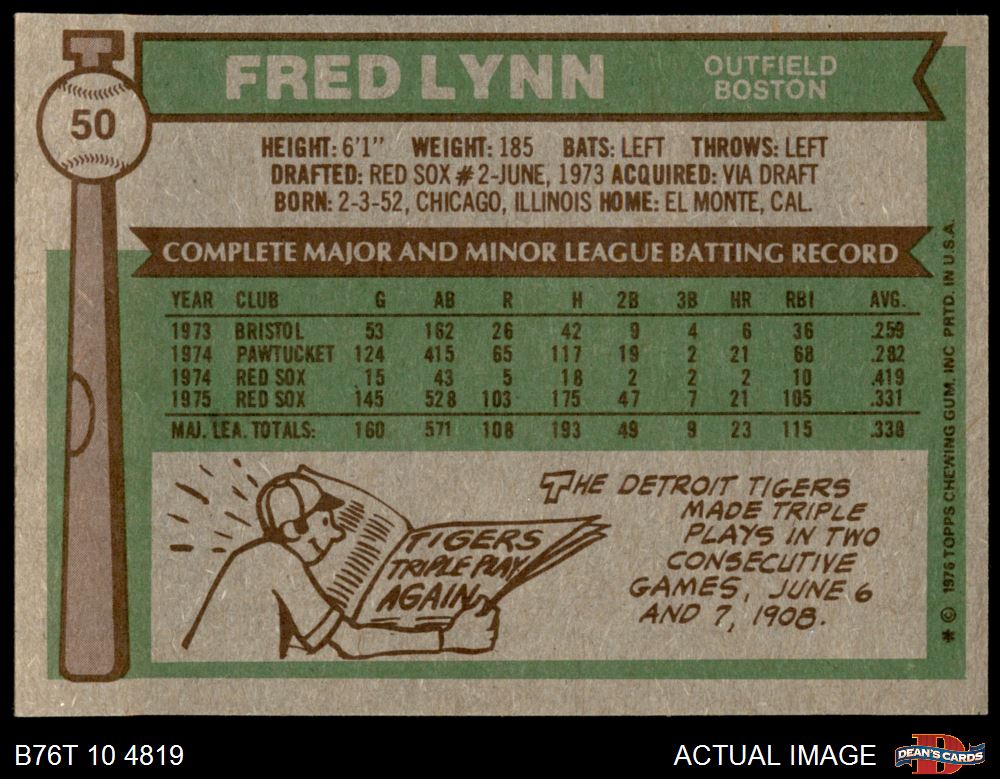 50
FRED LYNN
OUTFIELD
BOSTON
HEIGHT: 6'1" WEIGHT: 185 BATS: LEFT THROWS: LEFT
DRAFTED: RED SOX #2-JUNE, 1973 ACQUIRED: VIA DRAFT
BORN: 2-3-52, CHICAGO, ILLINOIS HOME: EL MONTE, CAL.
COMPLETE MAJOR AND MINOR LEAGUE BATTING RECORD
YEAR CLUB G AB R H 2B 3B HR RBI AVG.
1973 BRISTOL 53 162 26 42 9 4 6 36 .259
1974 PAWTUCKET 124 415 65 117 19 2 21 68 .282
1974 RED SOX 15 43 5 18 2 2 2 10 .419
1975 RED SOX 145 528 103 175 47 7 21 105 .331
MAJ. LEA. TOTALS: 160 571 108 193 49 9 23 115 .338
TIGERS
TRIPLE PLAY
AGAIN
THE DETROIT TIGERS
MADE TRIPLE
PLAYS IN TWO
CONSECUTIVE
GAMES, JUNE 6
AND 7, 1908.
* © 1976 TOPPS CHEWING GUM, INC. PRTD. IN U.S.A.
B76T 10 4819
ACTUAL IMAGE
DEAN'S CARDS